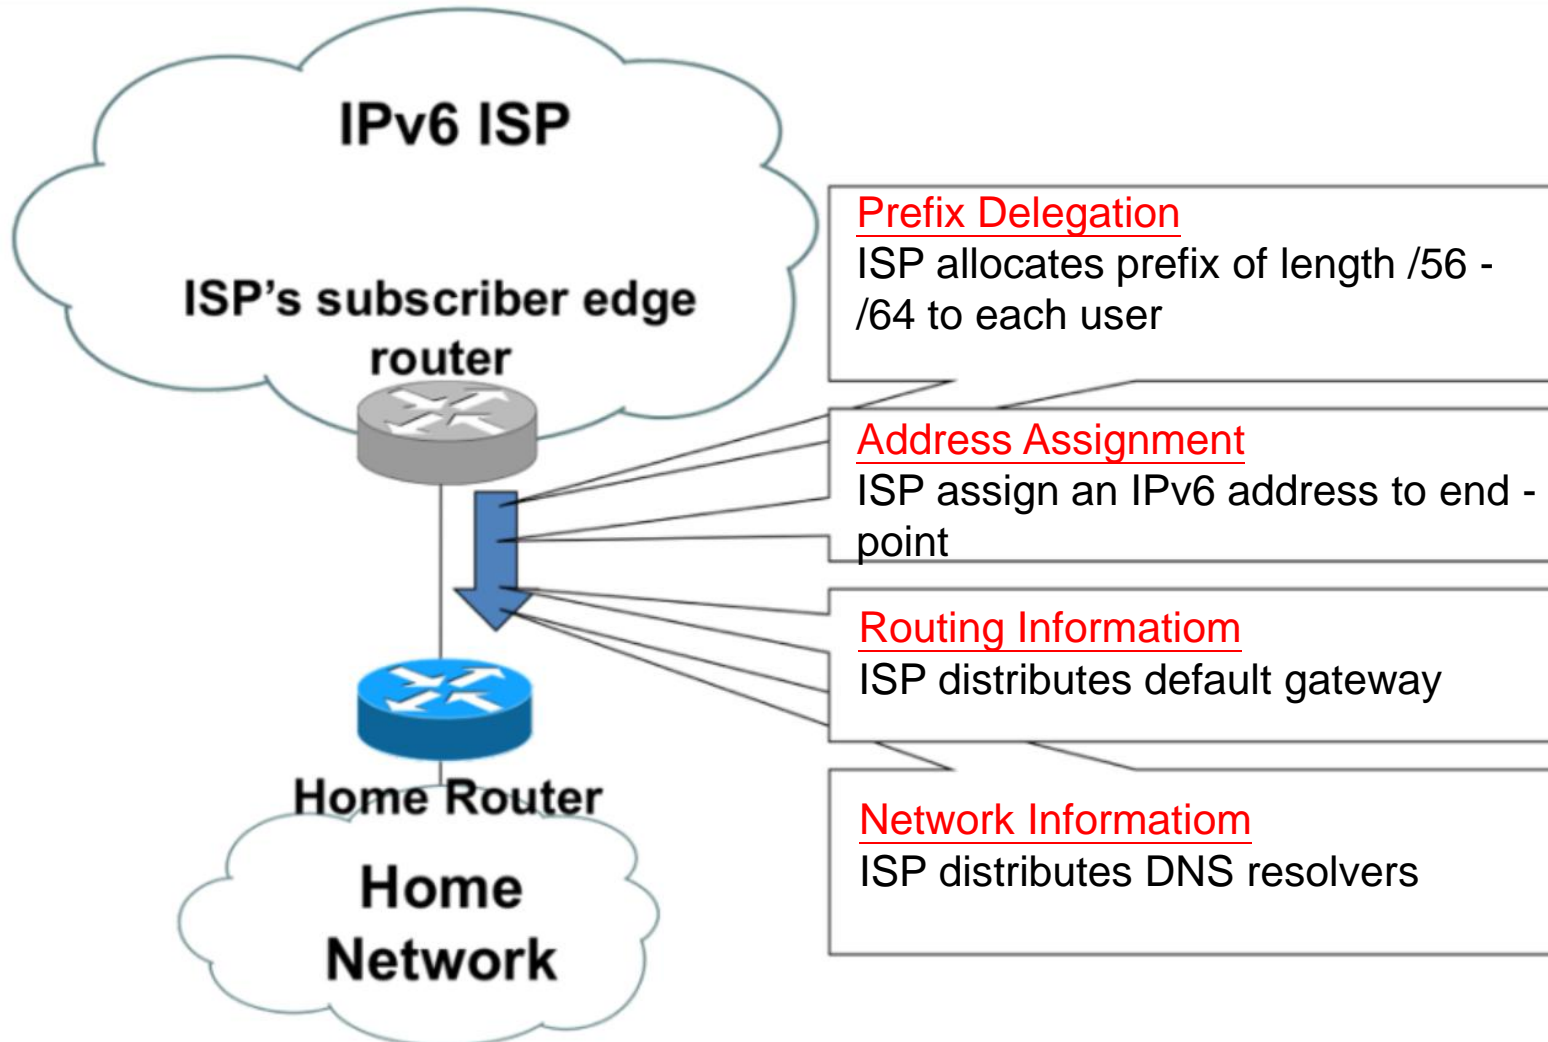 IPv6 ISP
ISP's subscriber edge
router
Prefix Delegation
ISP allocates prefix of length /56 -
/64 to each user
Address Assignment
ISP assign an IPv6 address to end -
point
Routing Informatiom
ISP distributes default gateway
Network Informatiom
ISP distributes DNS resolvers
Home Router
Home
Network